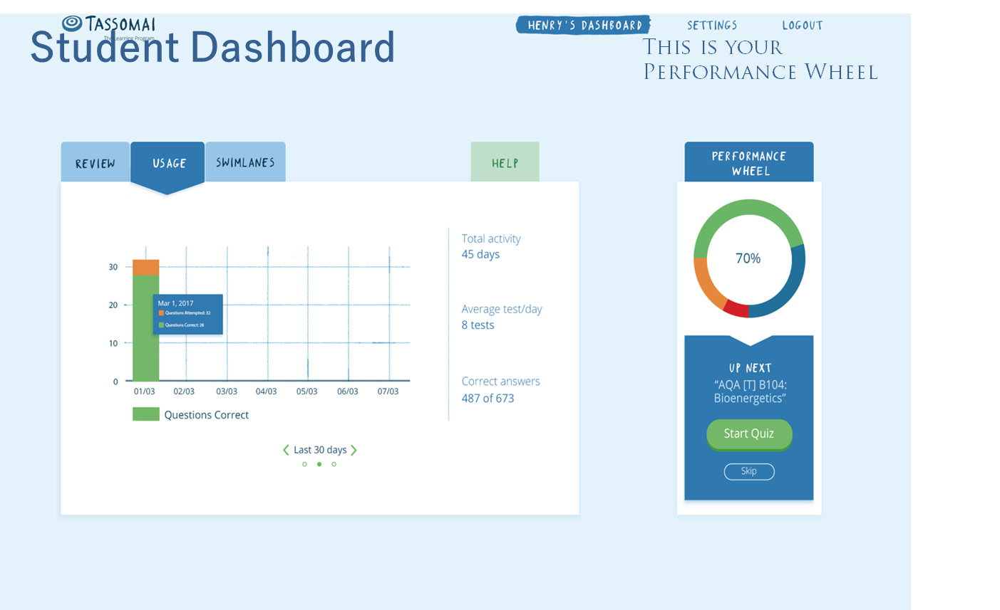 TASSOMAI
The Learning Program
HENRY'S DASHBOARD
SETTINGS
LOGOUT
Student Dashboard
THIS IS YOUR
PERFORMANCE WHEEL
REVIEW
USAGE
SWIMLANES
HELP
PERFORMANCE
WHEEL
30
20
10
0
Mar 1, 2017
Questions Attempted: 32
Questions Correct: 28
01/03
02/03
03/03
04/03
05/03
06/03
07/03
Questions Correct
Last 30 days
Total activity
45 days
Average test/day
8 tests
Correct answers
487 of 673
70%
UP NEXT
“AQA [T] B104:
Bioenergetics”
Start Quiz
Skip